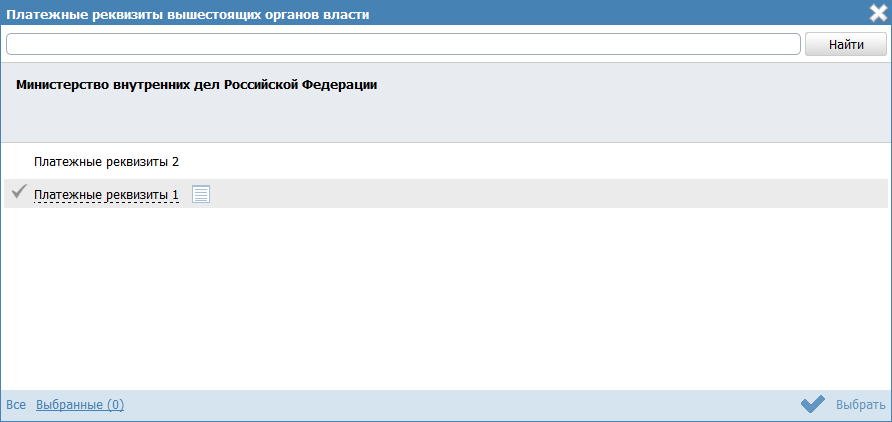 Платежные реквизиты вышестоящих органов власти
Найти
Министерство внутренних дел Российской Федерации
Платежные реквизиты 2
Платежные реквизиты 1
Все Выбранные (0) Выбрать